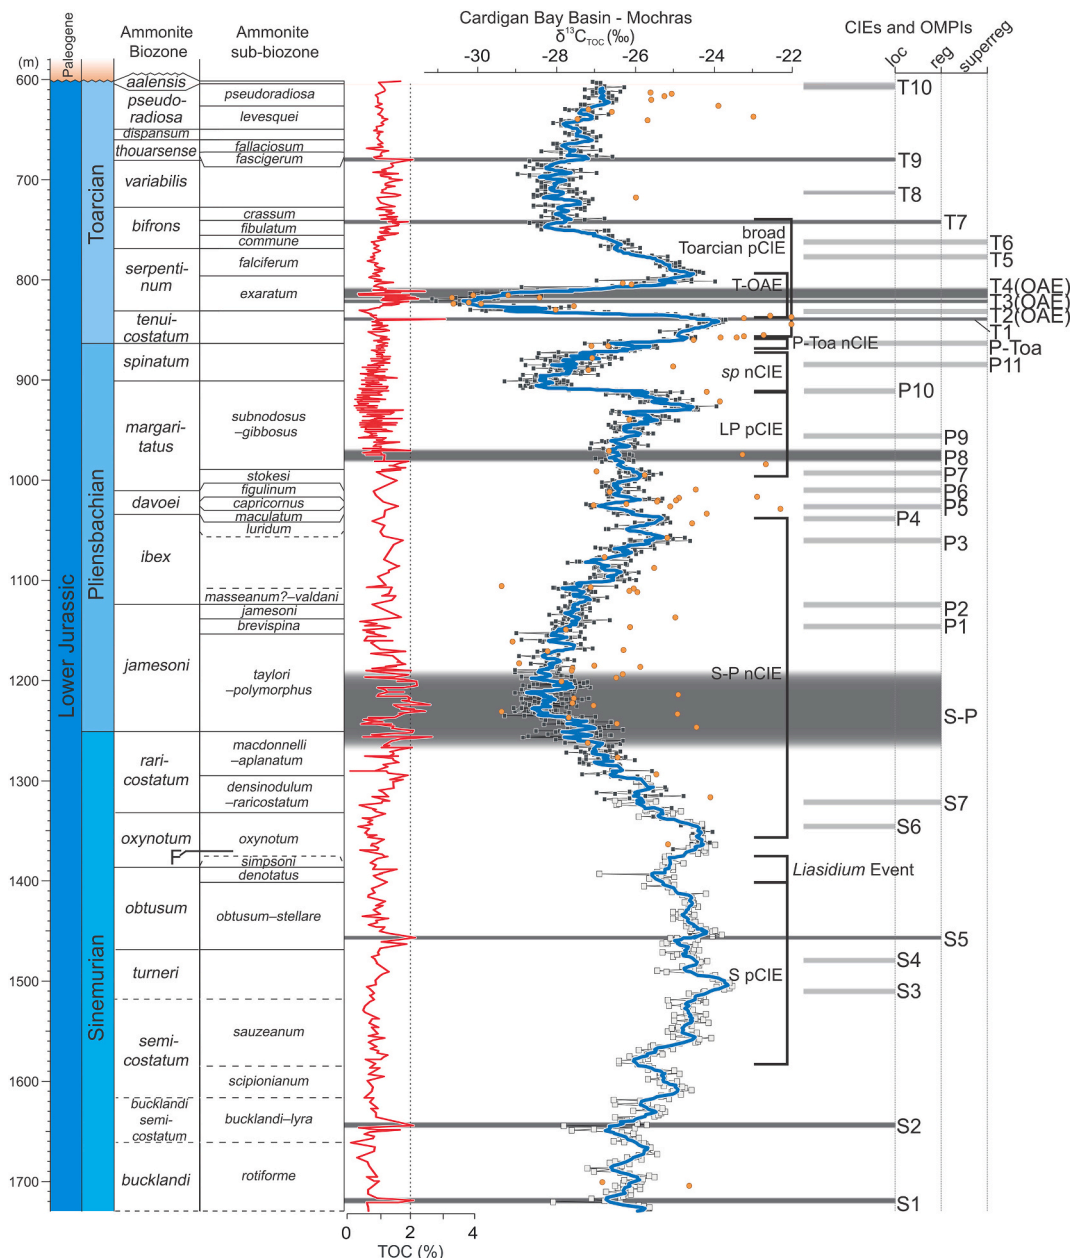 Cardigan Bay Basin - Mochras
δ¹³C_TOC (‰)
CIEs and OMPIs
loc
reg
superreg
Ammonite
Biozone
Ammonite
sub-biozone
(m)
Paleogene
-30
-28
-26
-24
-22
600
700
800
900
1000
1100
1200
1300
1400
1500
1600
1700
Lower Jurassic
Toarcian
Pliensbachian
Sinemurian
aalensis
pseudo-
radiosa
dispansum
thouarsense
variabilis
bifrons
serpenti-
num
tenui-
costatum
spinatum
margari-
tatus
davoei
ibex
jamesoni
rari-
costatum
oxynotum
F
obtusum
turneri
semi-
costatum
bucklandi
semi-
costatum
bucklandi
pseudoradiosa
levesquei
fallaciosum
fascigerum
crassum
fibulatum
commune
falciferum
exaratum
subnodosus
–gibbosus
stokesi
figulinum
capricornus
maculatum
luridum
masseanum?–valdani
jamesoni
brevispina
taylori
–polymorphus
macdonnelli
–aplanatum
densinodulum
–raricostatum
oxynotum
simpsoni
denotatus
obtusum–stellare
sauzeanum
scipionianum
bucklandi–lyra
rotiforme
broad
Toarcian pCIE
T-OAE
P-Toa nCIE
sp nCIE
LP pCIE
S-P nCIE
Liasidium Event
S pCIE
T10
T9
T8
T7
T6
T5
T4(OAE)
T3(OAE)
T2(OAE)
T1
P-Toa
P11
P10
P9
P8
P7
P6
P5
P4
P3
P2
P1
S-P
S7
S6
S5
S4
S3
S2
S1
0
2
4
TOC (%)